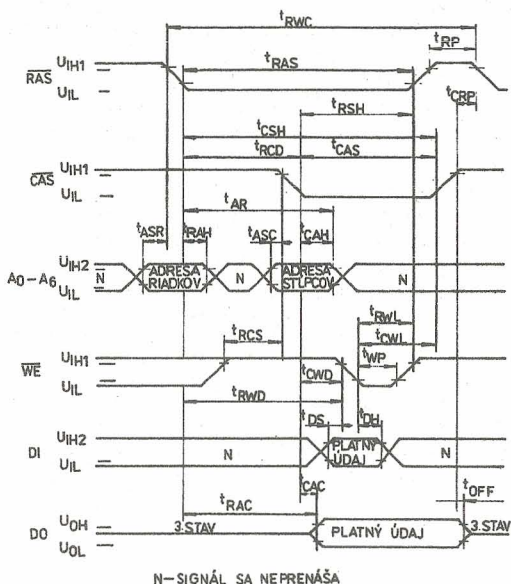 tRWC
tRP
RAS
UIH1
UIL
tRAS
tRSH
tCRP
tCSH
tRCD
tCAS
CAS
UIH1
UIL
tAR
tASR
tRAH
tASC
tCAH
A0–A6
UIH2
N
UIL
ADRESA
RIADKOV
N
ADRESA
STĹPCOV
N
tRWL
tCWL
tWP
tRCS
WE
UIH1
UIL
tCWD
tRWD
tDS
tDH
DI
UIH2
UIL
N
PLATNÝ
ÚDAJ
N
tCAC
tRAC
tOFF
DO
UOH
UOL
3.STAV
PLATNÝ ÚDAJ
3.STAV
N–SIGNÁL SA NEPRENÁŠA